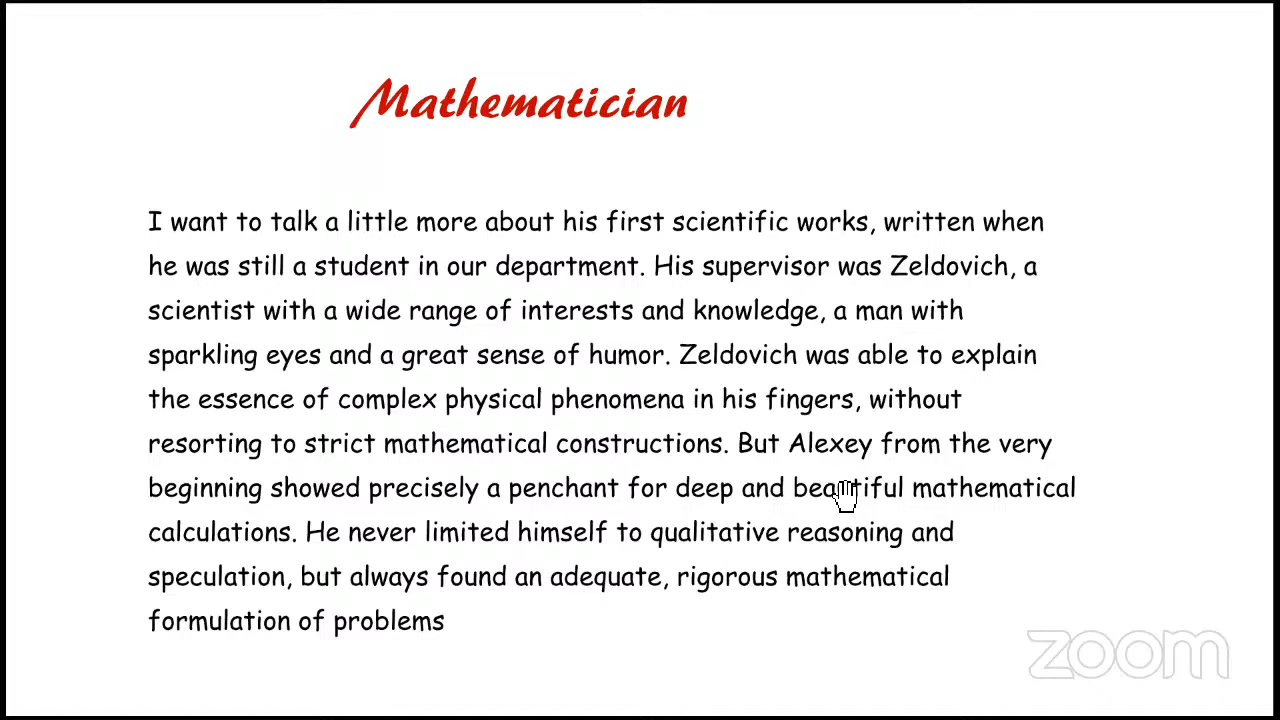 Mathematician
I want to talk a little more about his first scientific works, written when
he was still a student in our department. His supervisor was Zeldovich, a
scientist with a wide range of interests and knowledge, a man with
sparkling eyes and a great sense of humor. Zeldovich was able to explain
the essence of complex physical phenomena in his fingers, without
resorting to strict mathematical constructions. But Alexey from the very
beginning showed precisely a penchant for deep and beautiful mathematical
calculations. He never limited himself to qualitative reasoning and
speculation, but always found an adequate, rigorous mathematical
formulation of problems
zoom